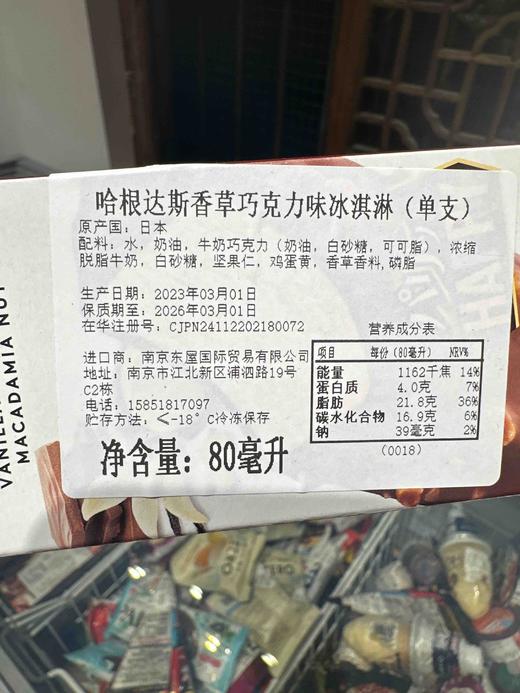 哈根达斯香草巧克力味冰淇淋（单支）
原产国：日本
配料：水，奶油，牛奶巧克力（奶油，白砂糖，可可脂），浓缩
脱脂牛奶，白砂糖，坚果仁，鸡蛋黄，香草香料,磷脂
生产日期：2023年03月01日
保质期至：2026年03月01日
在华注册号：CJPN24112202180072
进口商：南京东屋国际贸易有限公司
地址：南京市江北新区浦泗路19号
C2栋
电话：15851817097
贮存方法：≤-18°C冷冻保存
净含量：80毫升
营养成分表
项目 每份（80毫升） NRV%
能量 1162千焦 14%
蛋白质 4.0克 7%
脂肪 21.8克 36%
碳水化合物 16.9克 6%
钠 39毫克 2%
（0018）
MACADAMIA NUT